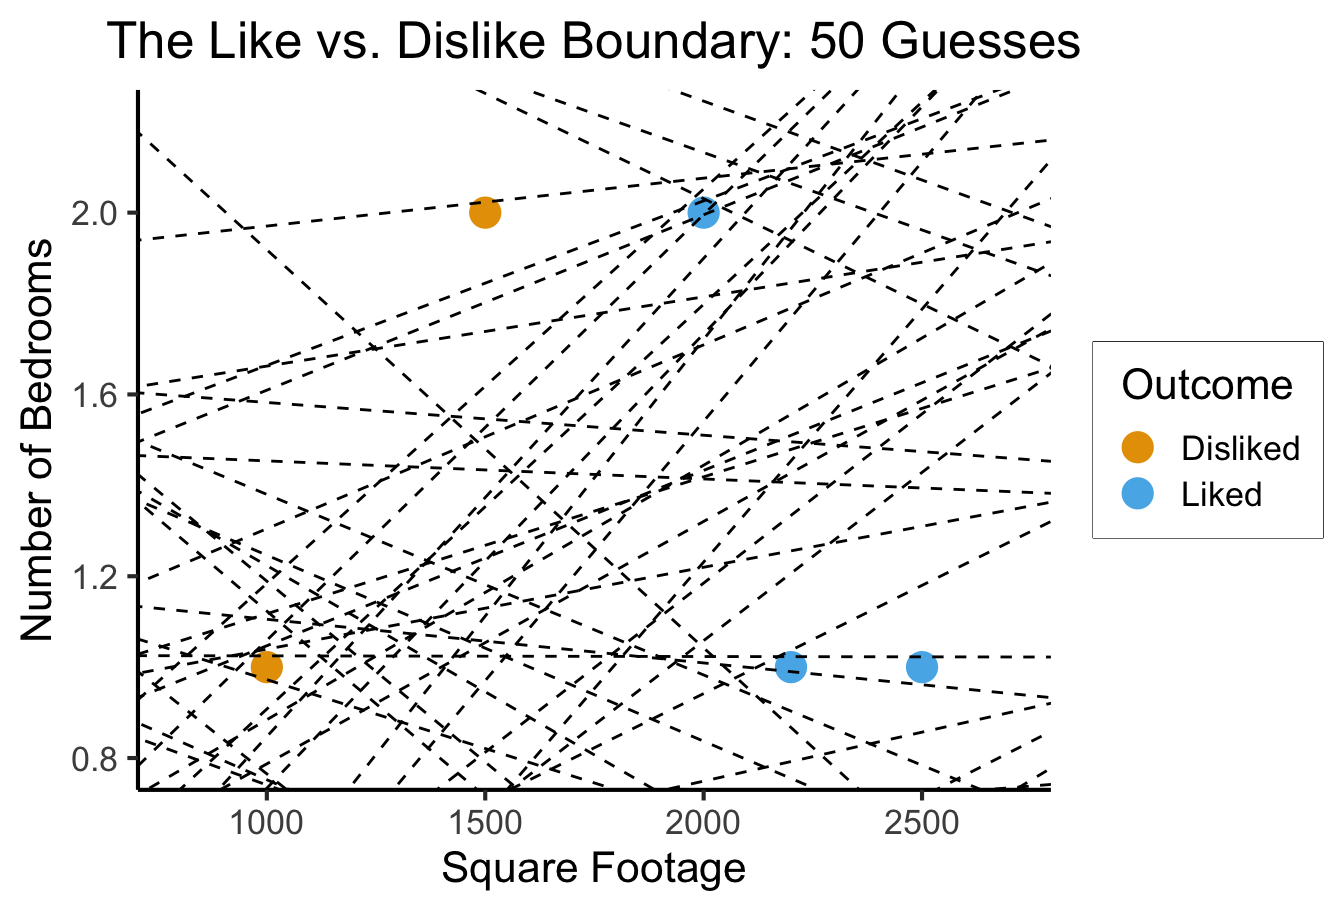 The Like vs. Dislike Boundary: 50 Guesses
Number of Bedrooms
2.0
1.6
1.2
0.8
1000 1500 2000 2500
Square Footage
Outcome
Disliked
Liked